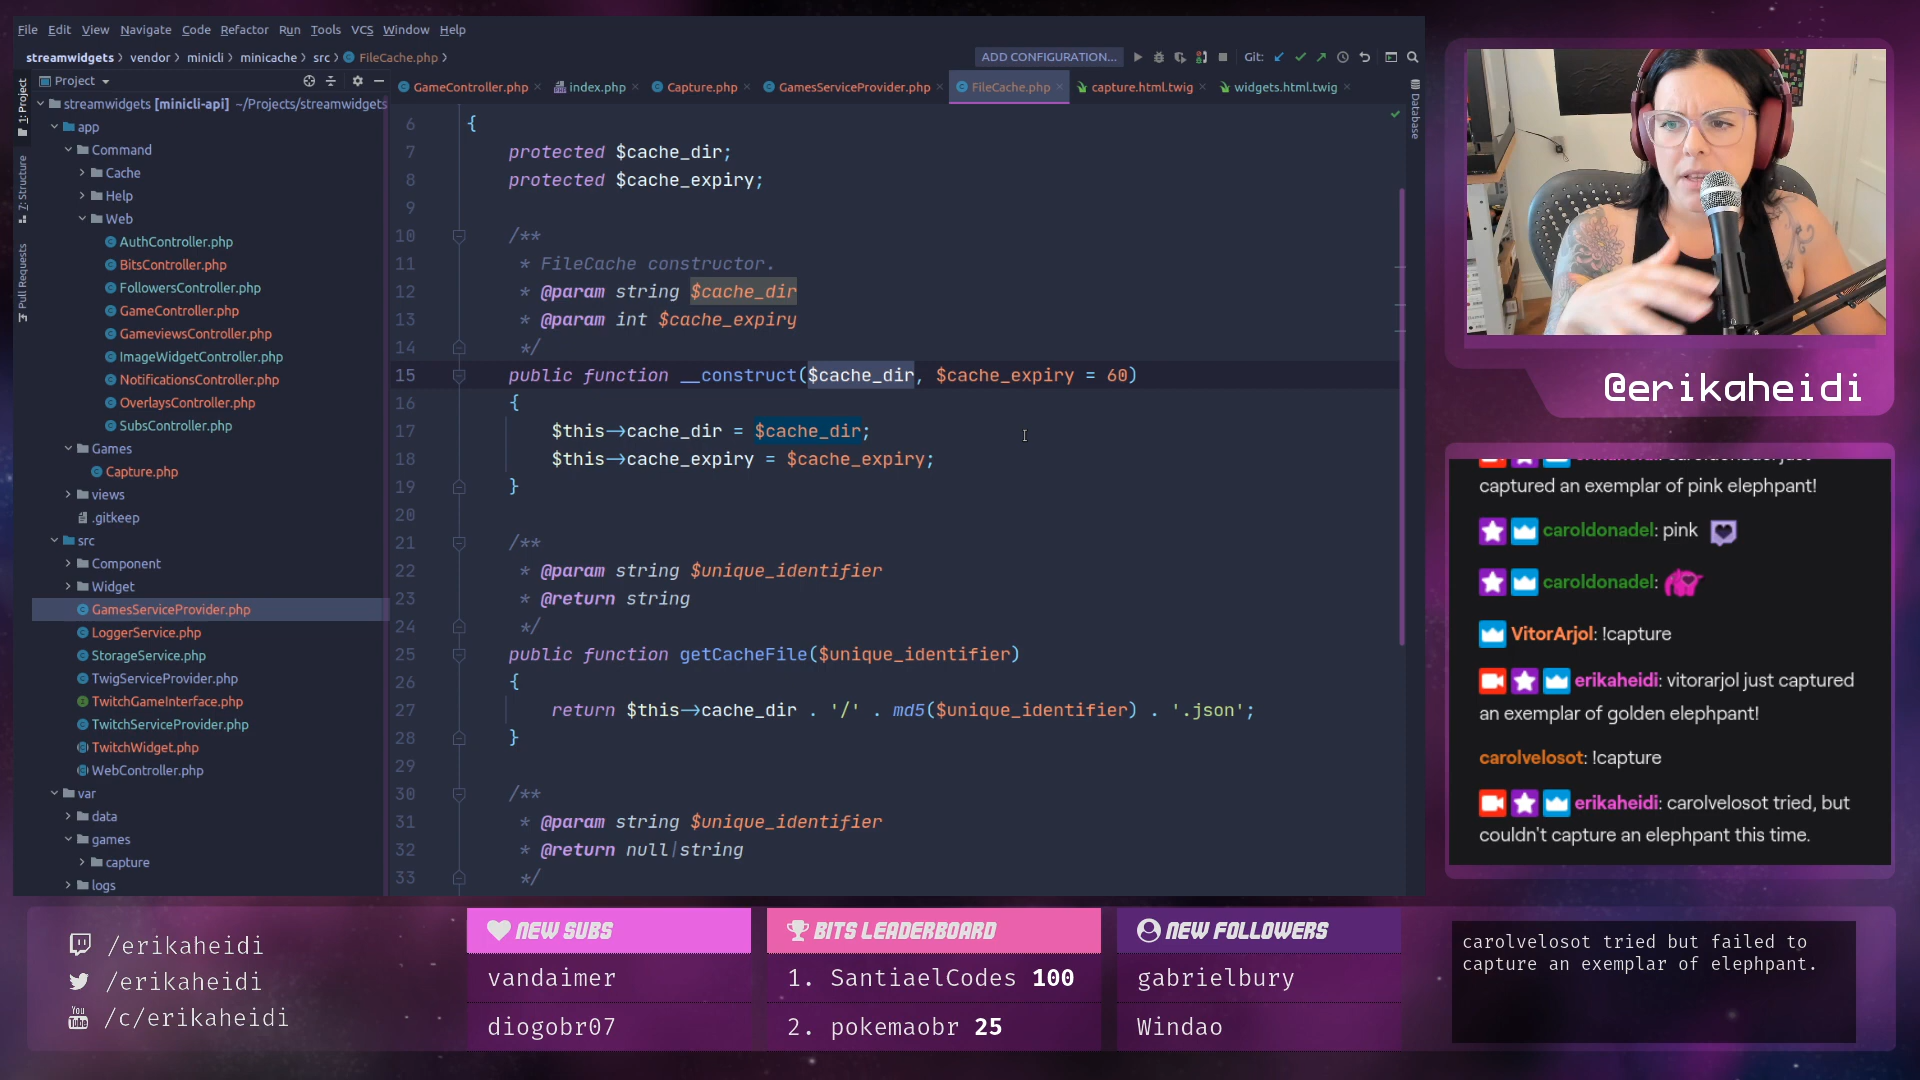 File Edit View Navigate Code Refactor Run Tools VCS Window Help
streamwidgets vendor minicli minicache src FileCache.php
ADD CONFIGURATION... Git:
Project
GameController.php index.php Capture.php GamesServiceProvider.php FileCache.php capture.html.twig widgets.html.twig
1: Project
7: Structure
Pull Requests
Database
streamwidgets [minicli-api] ~/Projects/streamwidgets
app
Command
Cache
Help
Web
AuthController.php
BitsController.php
FollowersController.php
GameController.php
GameviewsController.php
ImageWidgetController.php
NotificationsController.php
OverlaysController.php
SubsController.php
Games
Capture.php
views
.gitkeep
src
Component
Widget
GamesServiceProvider.php
LoggerService.php
StorageService.php
TwigServiceProvider.php
TwitchGameInterface.php
TwitchServiceProvider.php
TwitchWidget.php
WebController.php
var
data
games
capture
logs
6 {
7 protected $cache_dir;
8 protected $cache_expiry;
9
10 /**
11 * FileCache constructor.
12 * @param string $cache_dir
13 * @param int $cache_expiry
14 */
15 public function __construct($cache_dir, $cache_expiry = 60)
16 {
17 $this->cache_dir = $cache_dir;
18 $this->cache_expiry = $cache_expiry;
19 }
20
21 /**
22 * @param string $unique_identifier
23 * @return string
24 */
25 public function getCacheFile($unique_identifier)
26 {
27 return $this->cache_dir . '/' . md5($unique_identifier) . '.json';
28 }
29
30 /**
31 * @param string $unique_identifier
32 * @return null|string
33 */
@erikaheidi
captured an exemplar of pink elephpant!
caroldonadel: pink
caroldonadel:
VitorArjol: !capture
erikaheidi: vitorarjol just captured
an exemplar of golden elephpant!
carolvelosot: !capture
erikaheidi: carolvelosot tried, but
couldn't capture an elephpant this time.
/erikaheidi
/erikaheidi
You Tube /c/erikaheidi
NEW SUBS
vandaimer
diogobr07
BITS LEADERBOARD
1. SantiaelCodes 100
2. pokemaobr 25
NEW FOLLOWERS
gabrielbury
Windao
carolvelosot tried but failed to
capture an exemplar of elephpant.